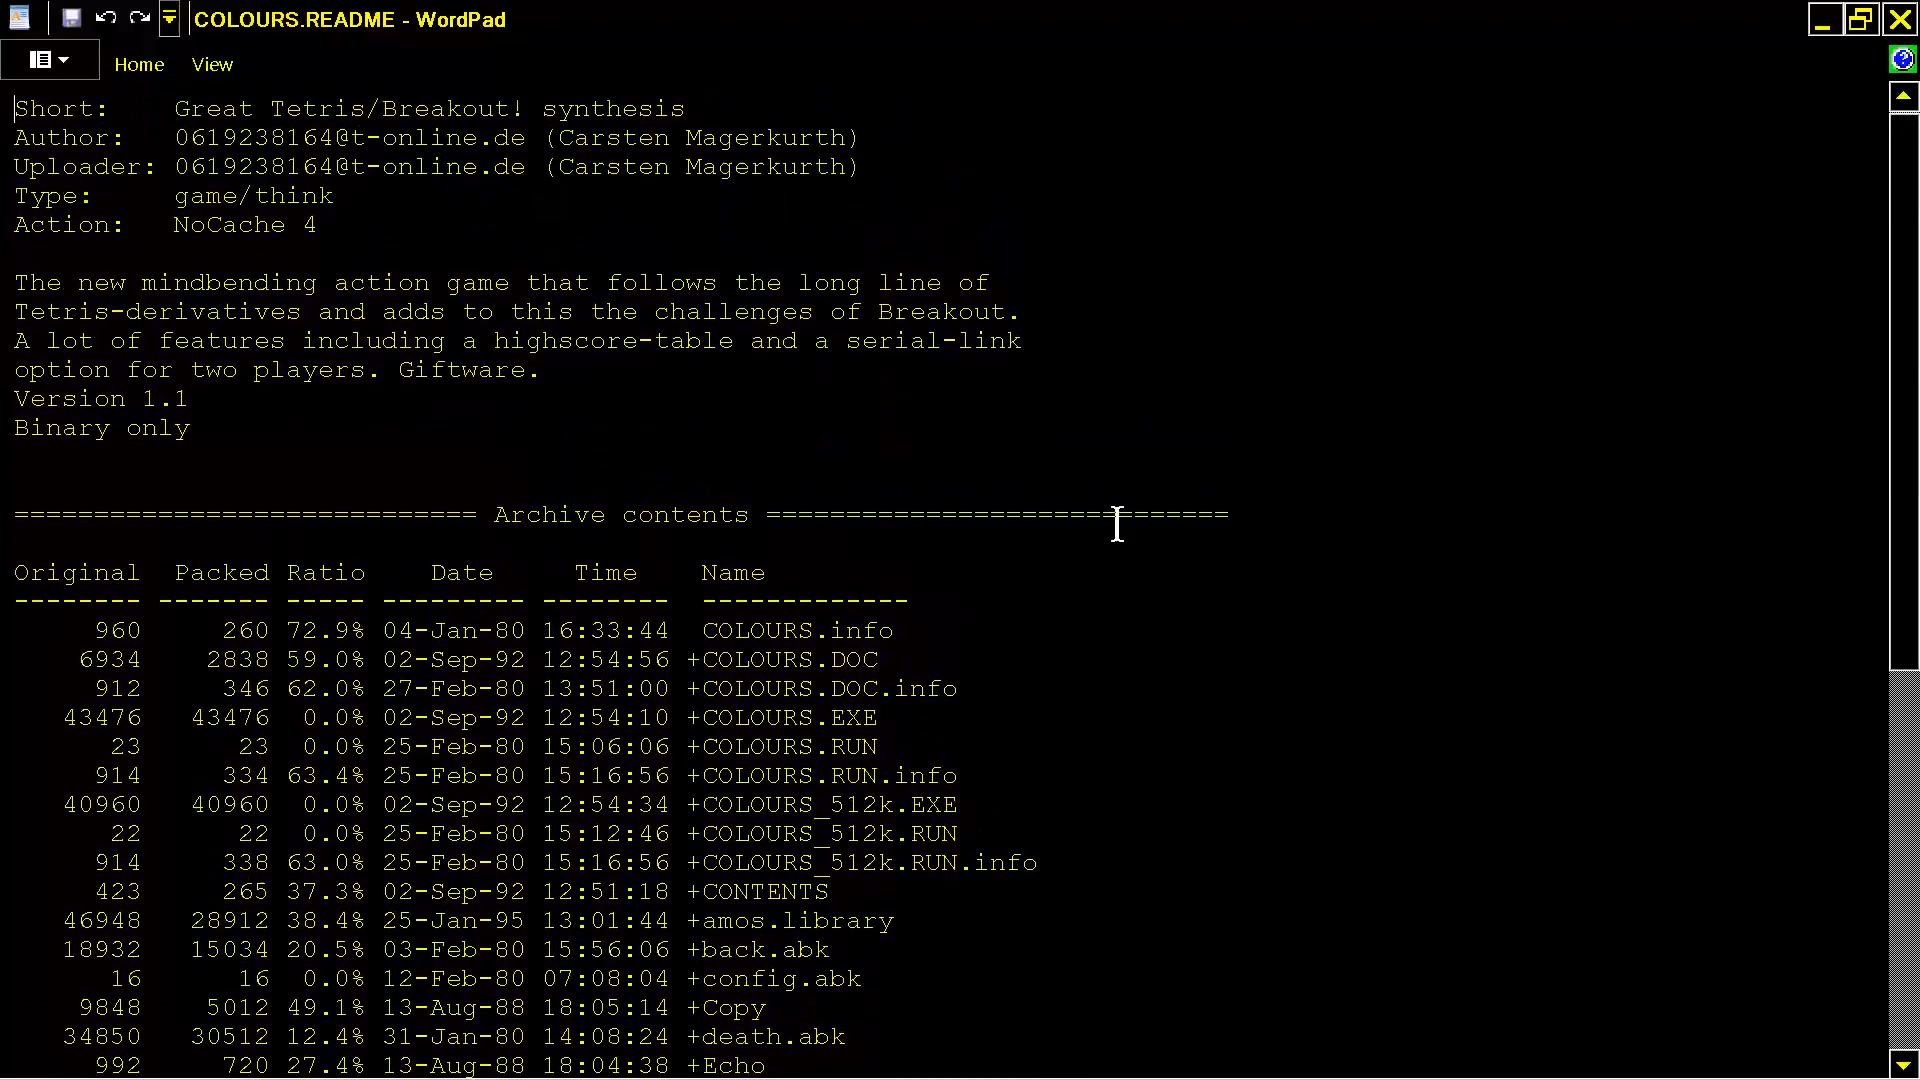 COLOURS.README - WordPad
Home View
Short:    Great Tetris/Breakout! synthesis
Author:   0619238164@t-online.de (Carsten Magerkurth)
Uploader: 0619238164@t-online.de (Carsten Magerkurth)
Type:     game/think
Action:   NoCache 4
The new mindbending action game that follows the long line of
Tetris-derivatives and adds to this the challenges of Breakout.
A lot of features including a highscore-table and a serial-link
option for two players. Giftware.
Version 1.1
Binary only
============================= Archive contents =============================
Original  Packed Ratio    Date     Time    Name
-------- ------- ----- --------- --------  -------------
     960     260 72.9% 04-Jan-80 16:33:44  COLOURS.info
    6934    2838 59.0% 02-Sep-92 12:54:56 +COLOURS.DOC
     912     346 62.0% 27-Feb-80 13:51:00 +COLOURS.DOC.info
   43476   43476  0.0% 02-Sep-92 12:54:10 +COLOURS.EXE
      23      23  0.0% 25-Feb-80 15:06:06 +COLOURS.RUN
     914     334 63.4% 25-Feb-80 15:16:56 +COLOURS.RUN.info
   40960   40960  0.0% 02-Sep-92 12:54:34 +COLOURS_512k.EXE
      22      22  0.0% 25-Feb-80 15:12:46 +COLOURS_512k.RUN
     914     338 63.0% 25-Feb-80 15:16:56 +COLOURS_512k.RUN.info
     423     265 37.3% 02-Sep-92 12:51:18 +CONTENTS
   46948   28912 38.4% 25-Jan-95 13:01:44 +amos.library
   18932   15034 20.5% 03-Feb-80 15:56:06 +back.abk
      16      16  0.0% 12-Feb-80 07:08:04 +config.abk
    9848    5012 49.1% 13-Aug-88 18:05:14 +Copy
   34850   30512 12.4% 31-Jan-80 14:08:24 +death.abk
     992     720 27.4% 13-Aug-88 18:04:38 +Echo